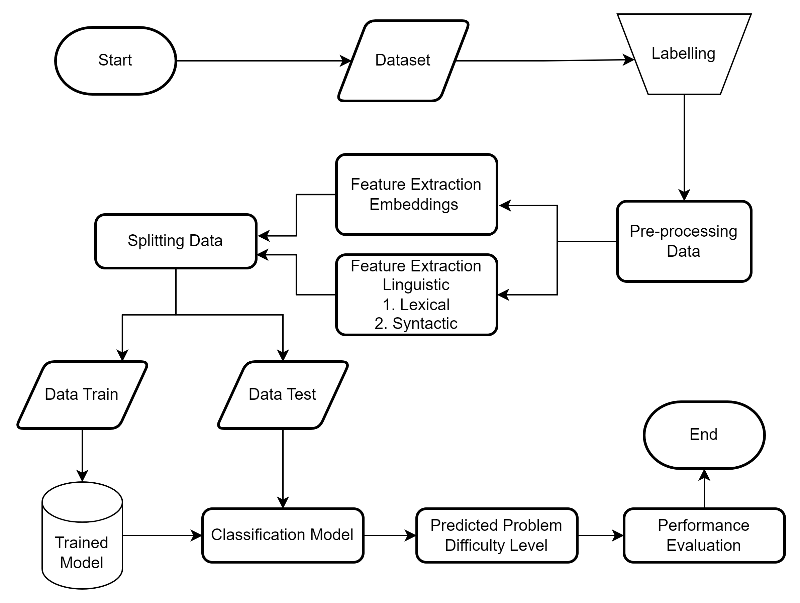 Start
Dataset
Labelling
Feature Extraction
Embeddings
Pre-processing
Data
Splitting Data
Feature Extraction
Linguistic
1. Lexical
2. Syntactic
Data Train
Data Test
End
Trained
Model
Classification Model
Predicted Problem
Difficulty Level
Performance
Evaluation